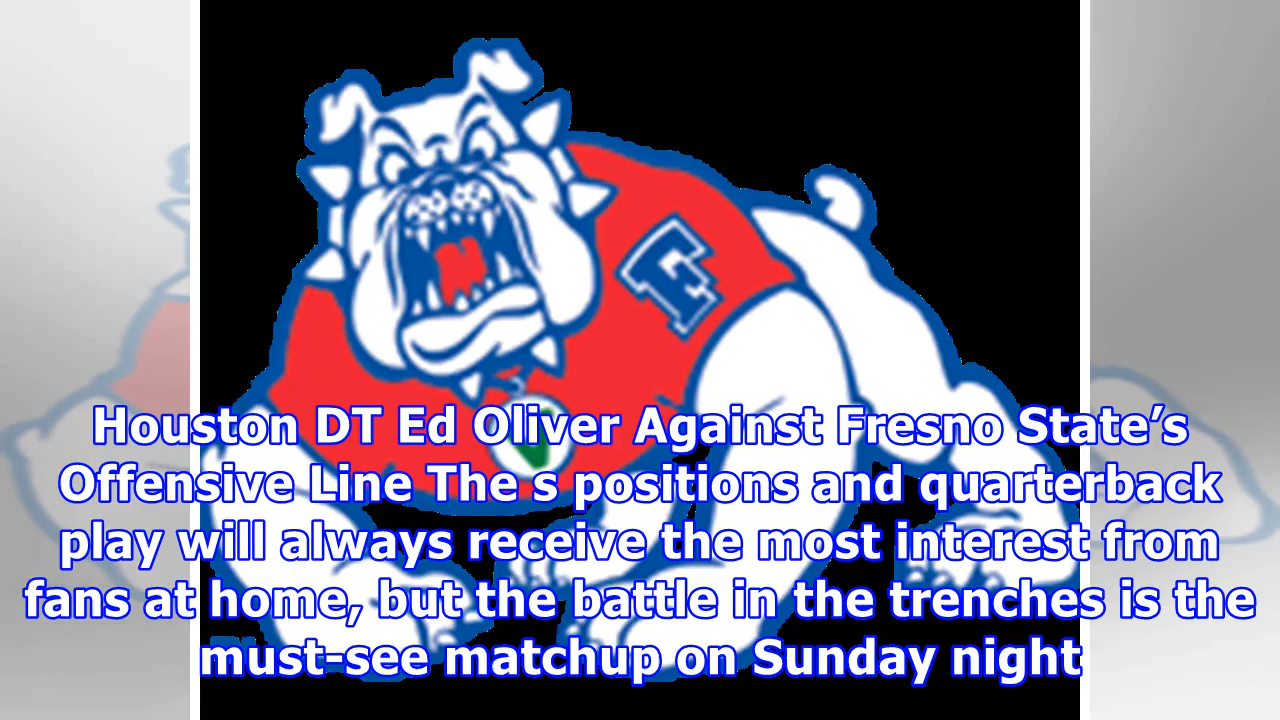 F
V
Houston DT Ed Oliver Against Fresno State’s
Offensive Line The s positions and quarterback
play will always receive the most interest from
fans at home, but the battle in the trenches is the
must-see matchup on Sunday night